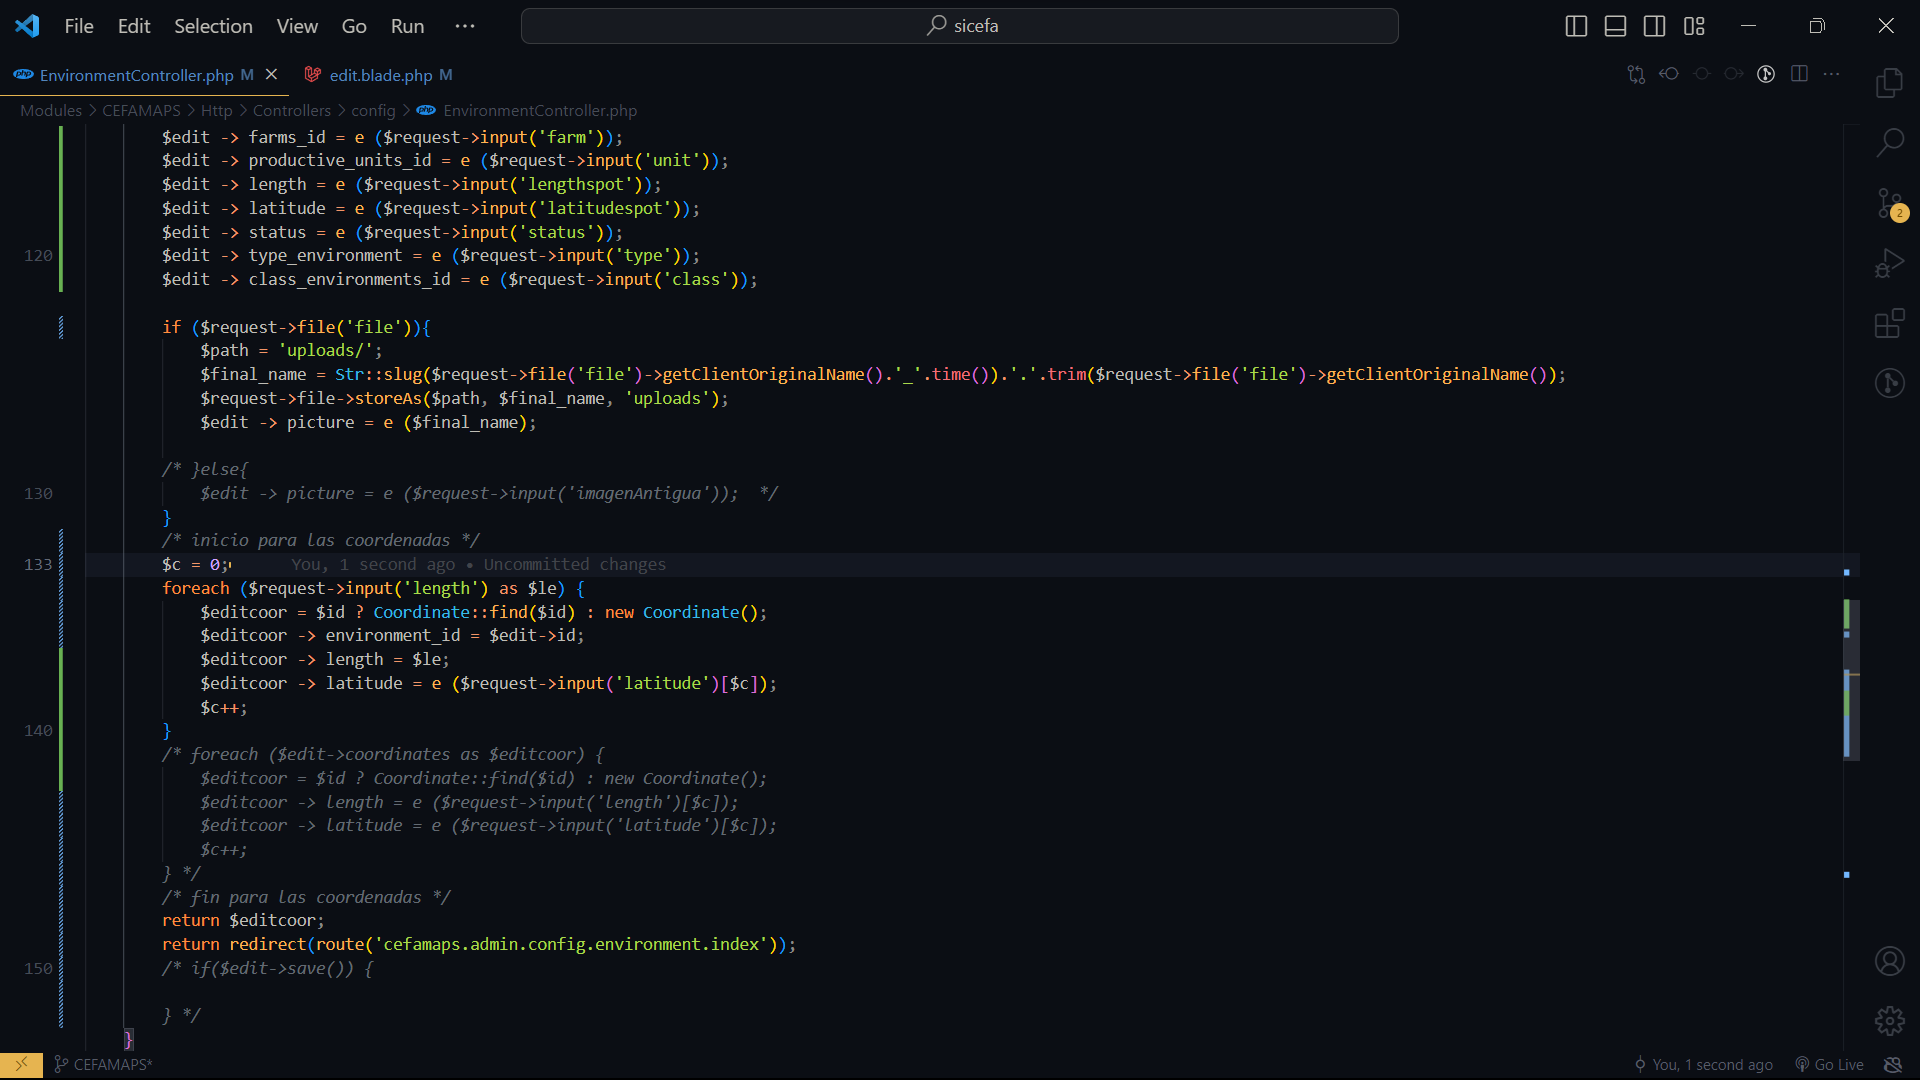 File Edit Selection View Go Run ··· sicefa
php EnvironmentController.php M edit.blade.php M
Modules > CEFAMAPS > Http > Controllers > config > php EnvironmentController.php
$edit -> farms_id = e ($request->input('farm'));
$edit -> productive_units_id = e ($request->input('unit'));
$edit -> length = e ($request->input('lengthspot'));
$edit -> latitude = e ($request->input('latitudespot'));
$edit -> status = e ($request->input('status'));
120 $edit -> type_environment = e ($request->input('type'));
$edit -> class_environments_id = e ($request->input('class'));
if ($request->file('file')){
$path = 'uploads/';
$final_name = Str::slug($request->file('file')->getClientOriginalName().'_'.time()).'.'.trim($request->file('file')->getClientOriginalName());
$request->file->storeAs($path, $final_name, 'uploads');
$edit -> picture = e ($final_name);
/* }else{
130 $edit -> picture = e ($request->input('imagenAntigua'));  */
}
/* inicio para las coordenadas */
133 $c = 0; You, 1 second ago • Uncommitted changes
foreach ($request->input('length') as $le) {
$editcoor = $id ? Coordinate::find($id) : new Coordinate();
$editcoor -> environment_id = $edit->id;
$editcoor -> length = $le;
$editcoor -> latitude = e ($request->input('latitude')[$c]);
$c++;
140 }
/* foreach ($edit->coordinates as $editcoor) {
$editcoor = $id ? Coordinate::find($id) : new Coordinate();
$editcoor -> length = e ($request->input('length')[$c]);
$editcoor -> latitude = e ($request->input('latitude')[$c]);
$c++;
} */
/* fin para las coordenadas */
return $editcoor;
return redirect(route('cefamaps.admin.config.environment.index'));
150 /* if($edit->save()) {
} */
}
2
CEFAMAPS* You, 1 second ago Go Live